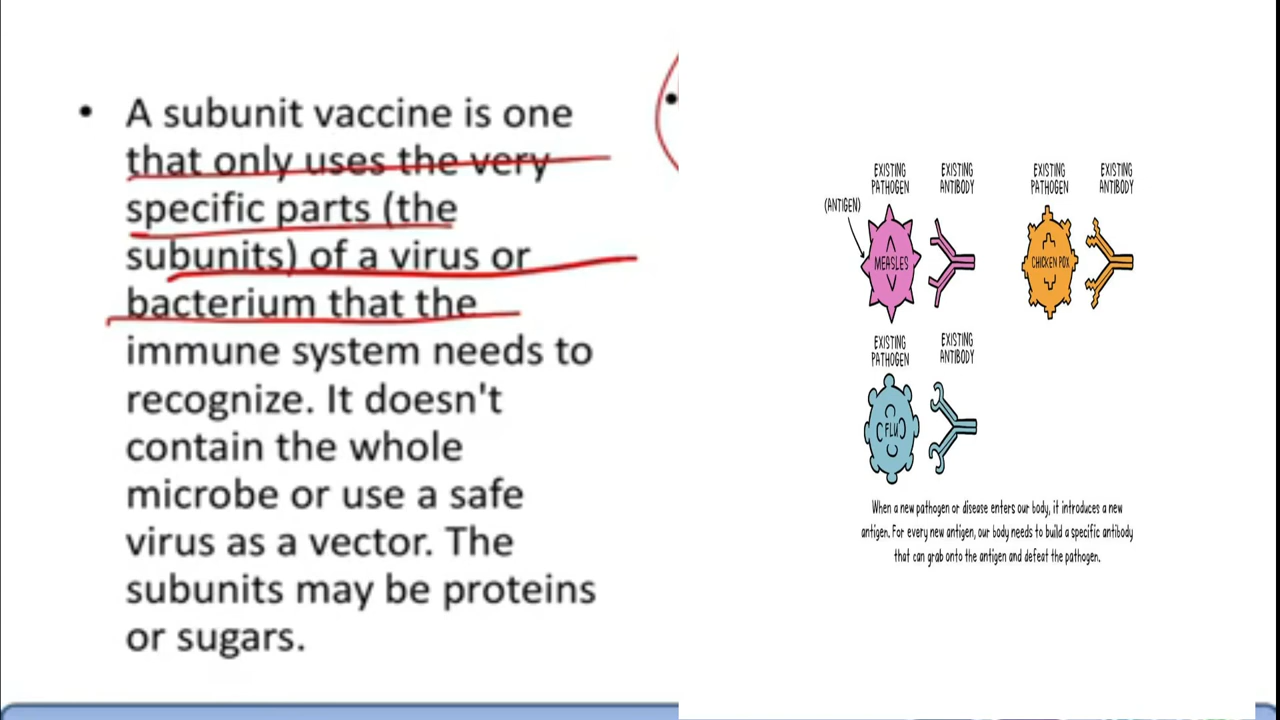 • A subunit vaccine is one
that only uses the very
specific parts (the
subunits) of a virus or
bacterium that the
immune system needs to
recognize. It doesn't
contain the whole
microbe or use a safe
virus as a vector. The
subunits may be proteins
or sugars.
•
EXISTING
PATHOGEN
EXISTING
ANTIBODY
(ANTIGEN)
MEASLES
EXISTING
PATHOGEN
EXISTING
ANTIBODY
CHICKEN POX
EXISTING
PATHOGEN
EXISTING
ANTIBODY
FLU
When a new pathogen or disease enters our body, it introduces a new
antigen. For every new antigen, our body needs to build a specific antibody
that can grab onto the antigen and defeat the pathogen.